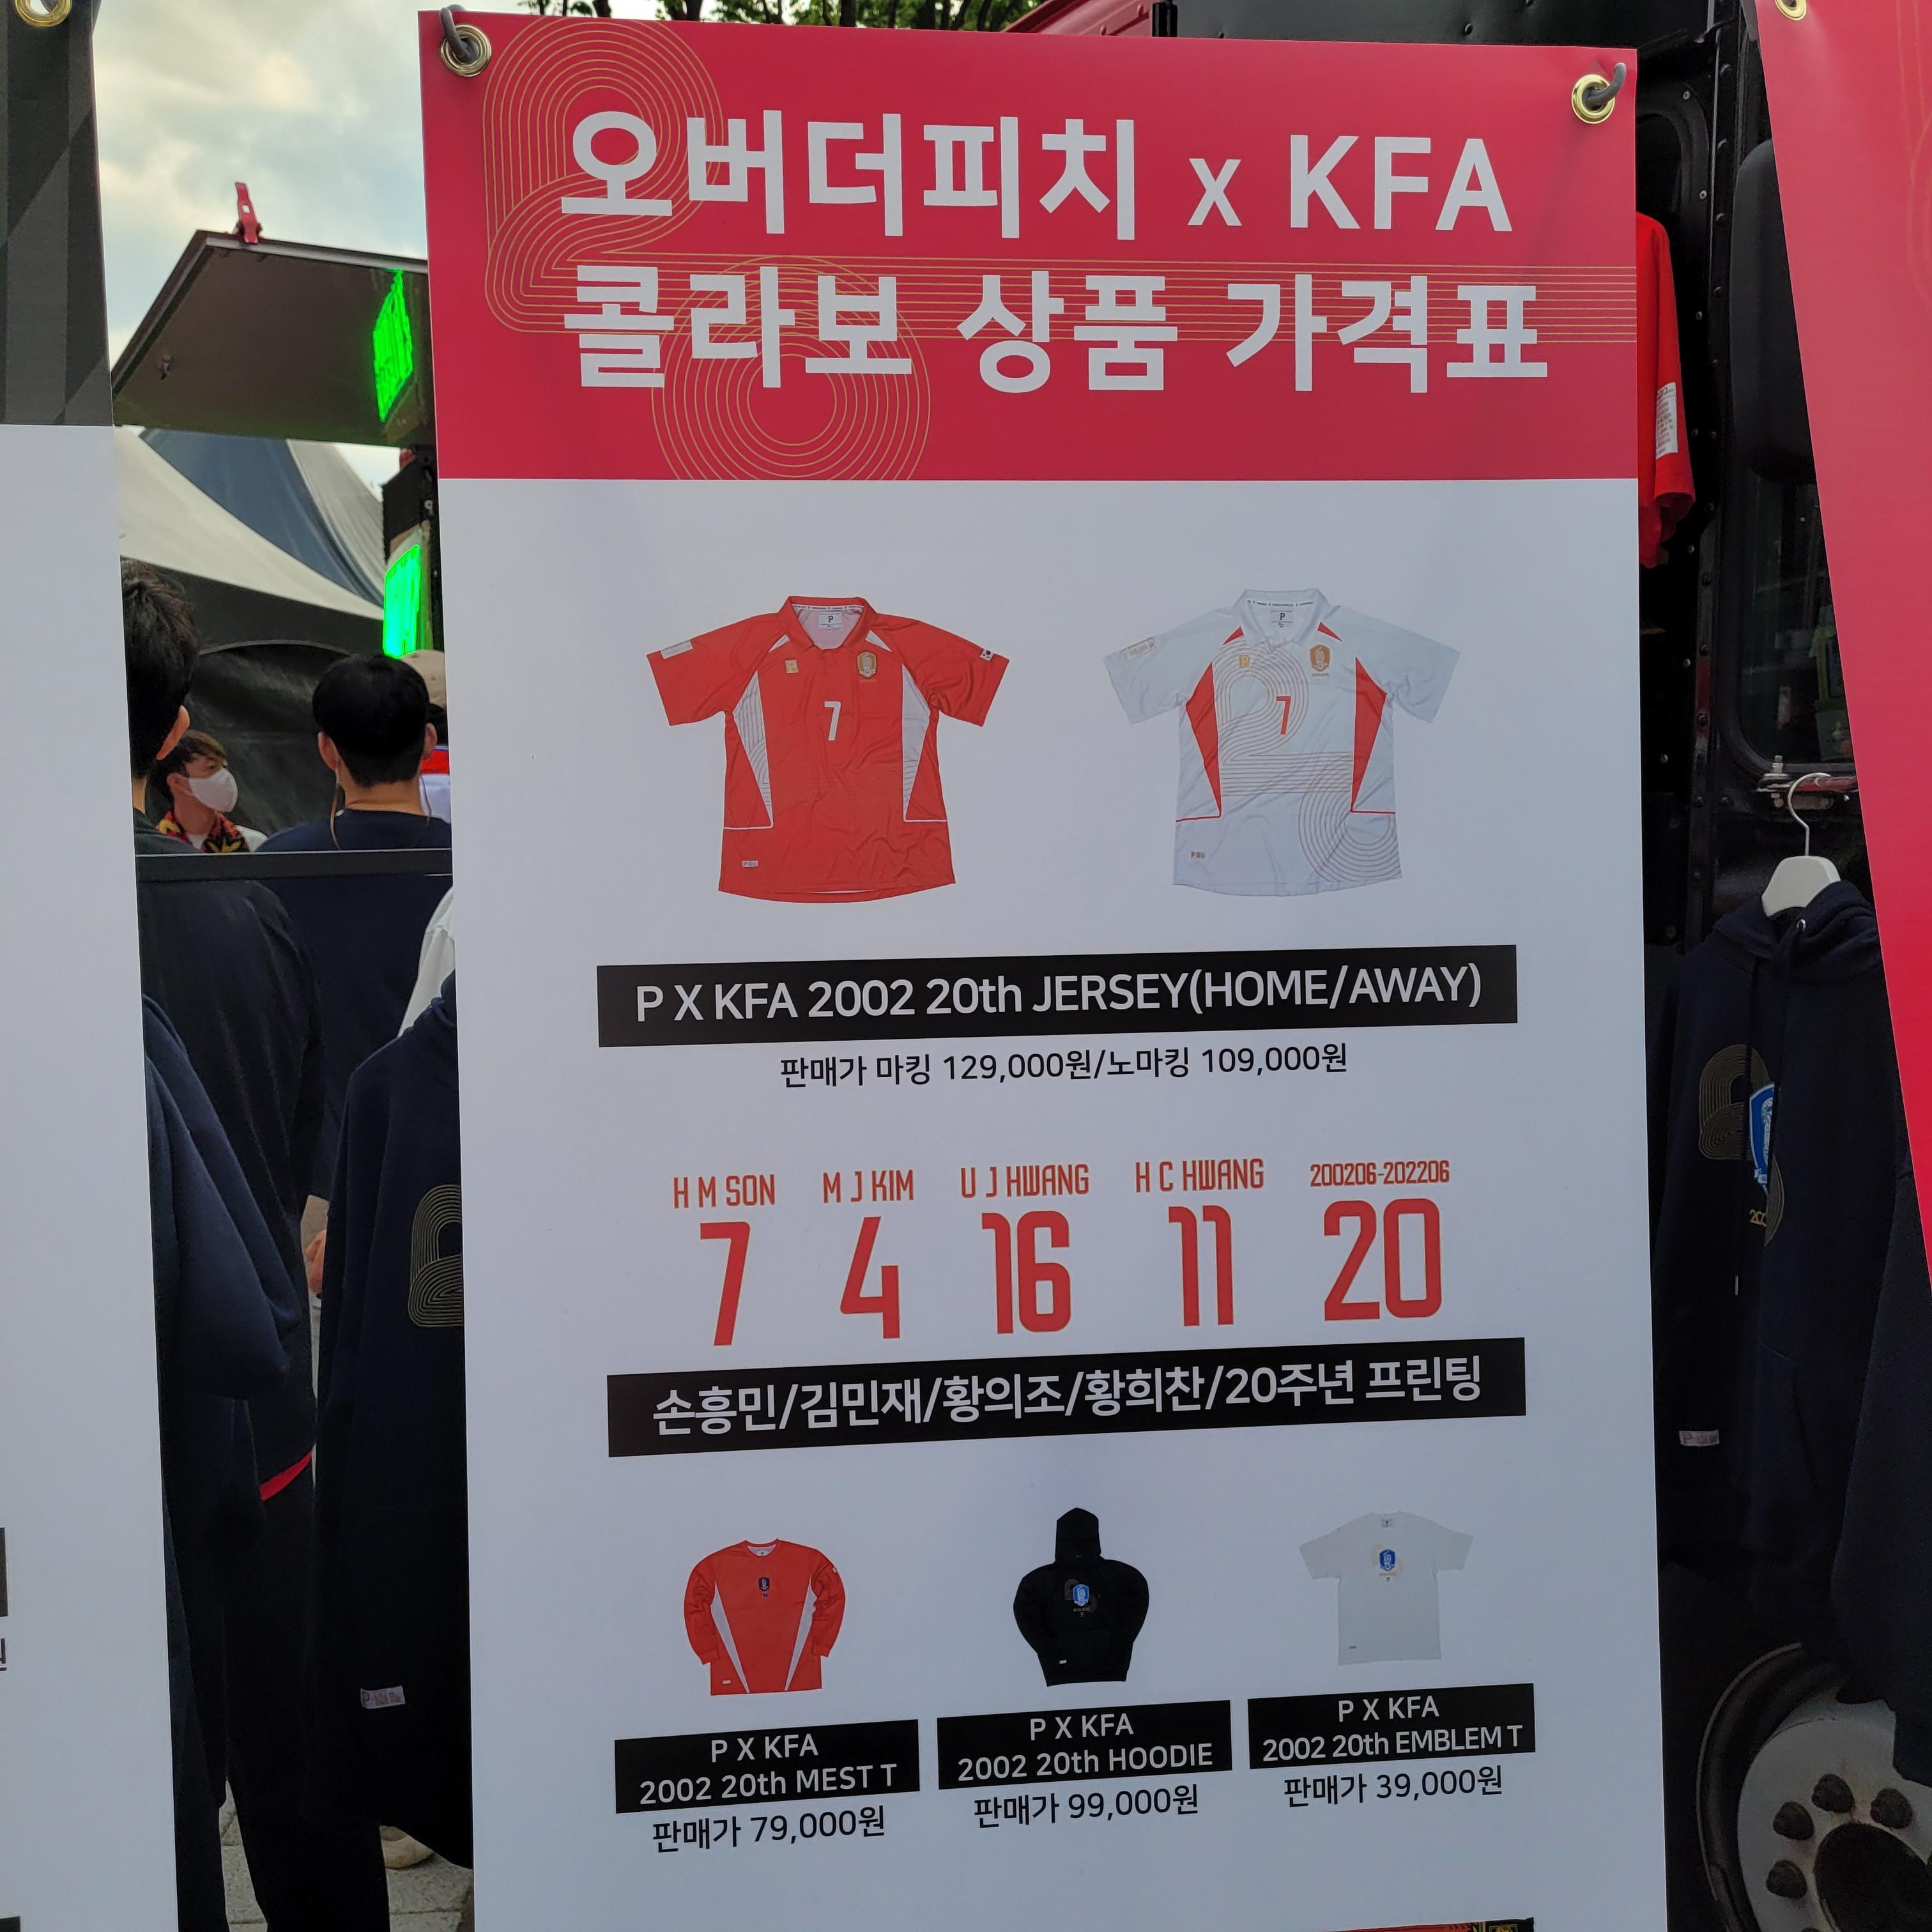 오버더피치 x KFA
콜라보 상품 가격표
7
7
P X KFA 2002 20th JERSEY(HOME/AWAY)
판매가 마킹 129,000원/노마킹 109,000원
H M SON M J KIM U J HWANG H C HWANG 200206-202206
7 4 16 11 20
손흥민/김민재/황의조/황희찬/20주년 프린팅
P X KFA
2002 20th MEST T
판매가 79,000원
P X KFA
2002 20th HOODIE
판매가 99,000원
P X KFA
2002 20th EMBLEM T
판매가 39,000원